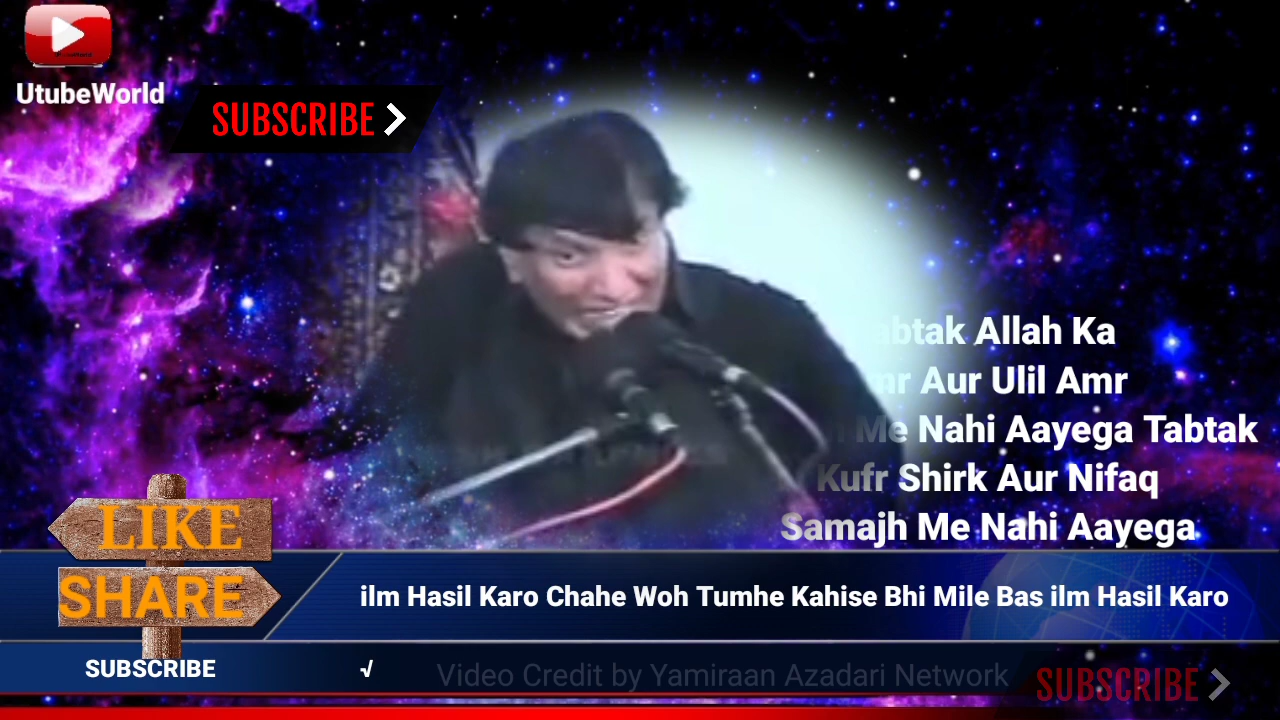 UtubeWorld
SUBSCRIBE
Allah Ka
Aur Ulil Amr
Me Nahi Aayega Tabtak
Kufr Shirk Aur Nifaq
Samajh Me Nahi Aayega
LIKE
SHARE
ilm Hasil Karo Chahe Woh Tumhe Kahise Bhi Mile Bas ilm Hasil Karo
SUBSCRIBE √
Video Credit by Yamiraan Azadari Network
SUBSCRIBE